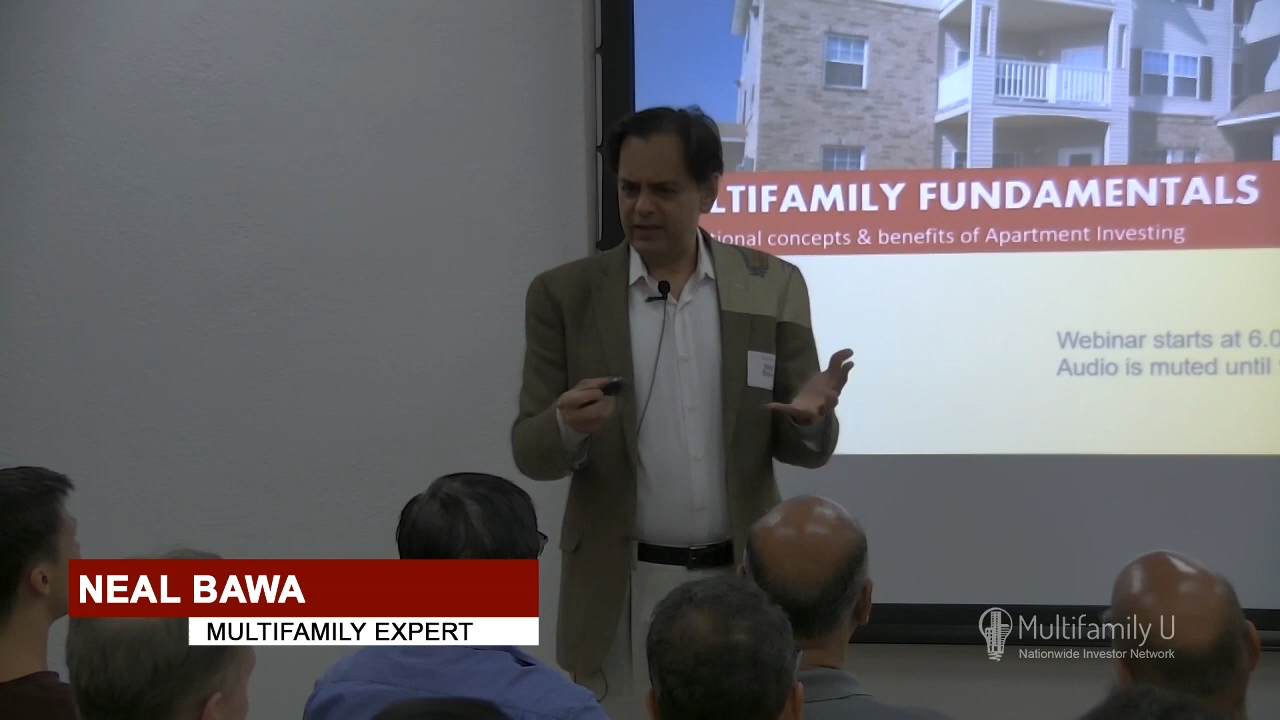 LTIFAMILY FUNDAMENTALS
tional concepts & benefits of Apartment Investing
Webinar starts at 6.0
Audio is muted until
NEAL BAWA
MULTIFAMILY EXPERT
Multifamily U
Nationwide Investor Network